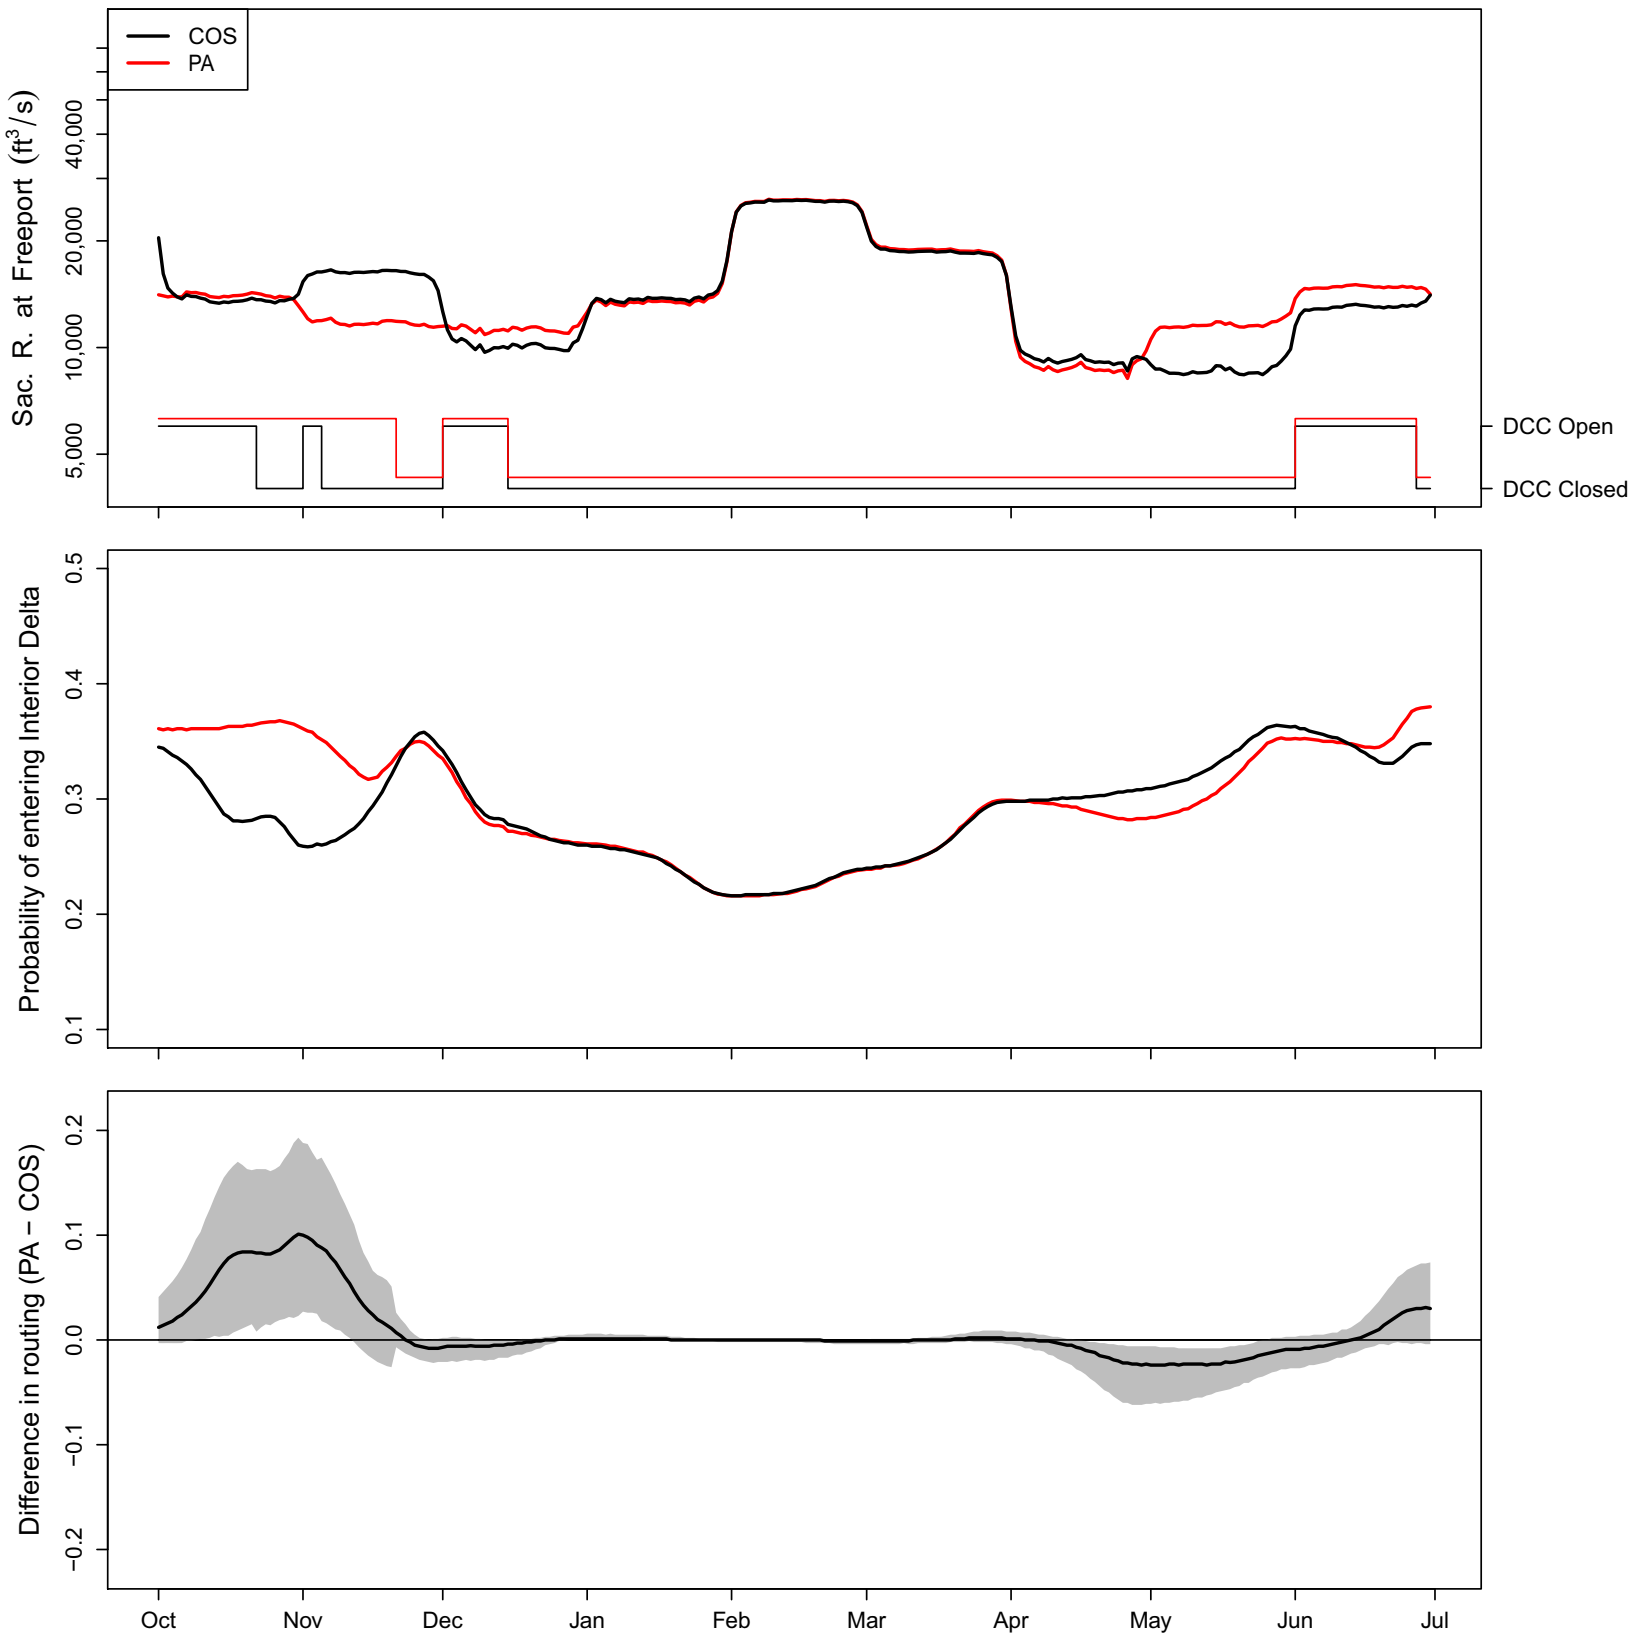 COS
PA
Sac. R. at Freeport (ft³/s)
40,000
20,000
10,000
5,000
DCC Open
DCC Closed
Probability of entering Interior Delta
0.5
0.4
0.3
0.2
0.1
Difference in routing (PA − COS)
0.2
0.1
0.0
−0.1
−0.2
Oct Nov Dec Jan Feb Mar Apr May Jun Jul